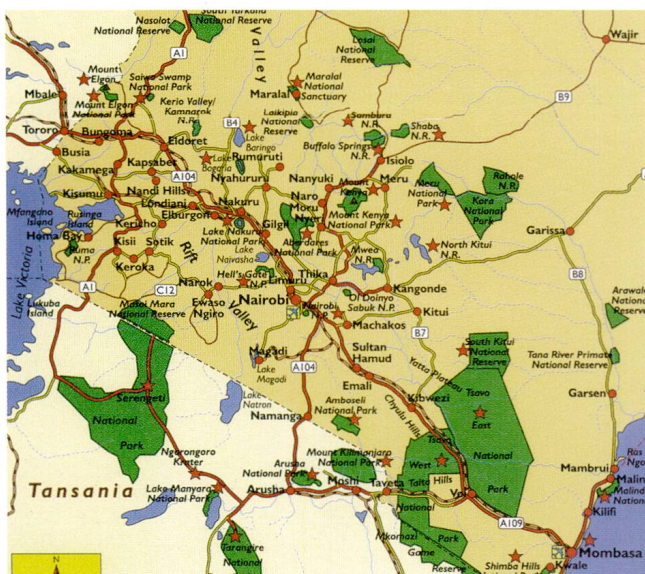 Nasolot
National Reserve
South Turkana
National Reserve
A1
Valley
Losai
National
Reserve
Wajir
Mount
Elgon
Mount Elgon
National Park
Saiwa Swamp
National Park
Maralal
Maralal
National
Sanctuary
B9
Mbale
Kerio Valley/
Kamnarok
N.R.
B4
Laikipia
National
Reserve
Samburu
N.R.
Shaba
N.R.
Tororo
Bungoma
Eldoret
Lake
Baringo
Buffalo Springs
N.R.
Busia
Kakamega
Kapsabet
A104
Lake
Bogoria
Rumuruti
Isiolo
Nandi Hills
Nyahururu
Nanyuki
Meru
Kisumu
Londiani
Nakuru
Naro
Moru
Mount
Kenya
Meru
National
Park
Rahole
N.R.
Mfangano
Island
Rusinga
Island
Kericho
Elburgon
Gilgil
Nyeri
Mount Kenya
National Park
Kora
National
Park
Homa Bay
Kisii
Sotik
Lake Nakuru
National Park
Aberdares
National Park
Garissa
Ruma
N.P.
Keroka
Rift
Lake
Naivasha
Mwea
N.R.
North Kitui
N.R.
Lake Victoria
A1
Narok
Hell's Gate
N.P.
Thika
B8
C12
Limuru
Kangonde
Lukuba
Island
Masai Mara
National Reserve
Ewaso
Ngiro
Valley
Nairobi
Nairobi
N.P.
Ol Doinyo
Sabuk N.P.
Kitui
Arawale
National
Reserve
Machakos
B7
Magadi
Sultan
Hamud
South Kitui
National
Reserve
Tana River Primate
National Reserve
Lake
Magadi
A104
Yatta Plateau
Emali
Tsavo
Serengeti
Lake
Natron
Amboseli
National Park
Kibwezi
East
Garsen
National
Namanga
Chyulu Hills
Park
Ngorongoro
Krater
Mount Kilimanjaro
National Park
Tsavo
West
National
Mambrui
Arusha
National Park
Taita
Hills
Tansania
Lake Manyara
National Park
Arusha
Moshi
Taveta
Voi
Park
National
Kilifi
A109
Park
Mkomazi
Game
Reserve
Tarangire
National
Mombasa
Shimba Hills
Kwale
N